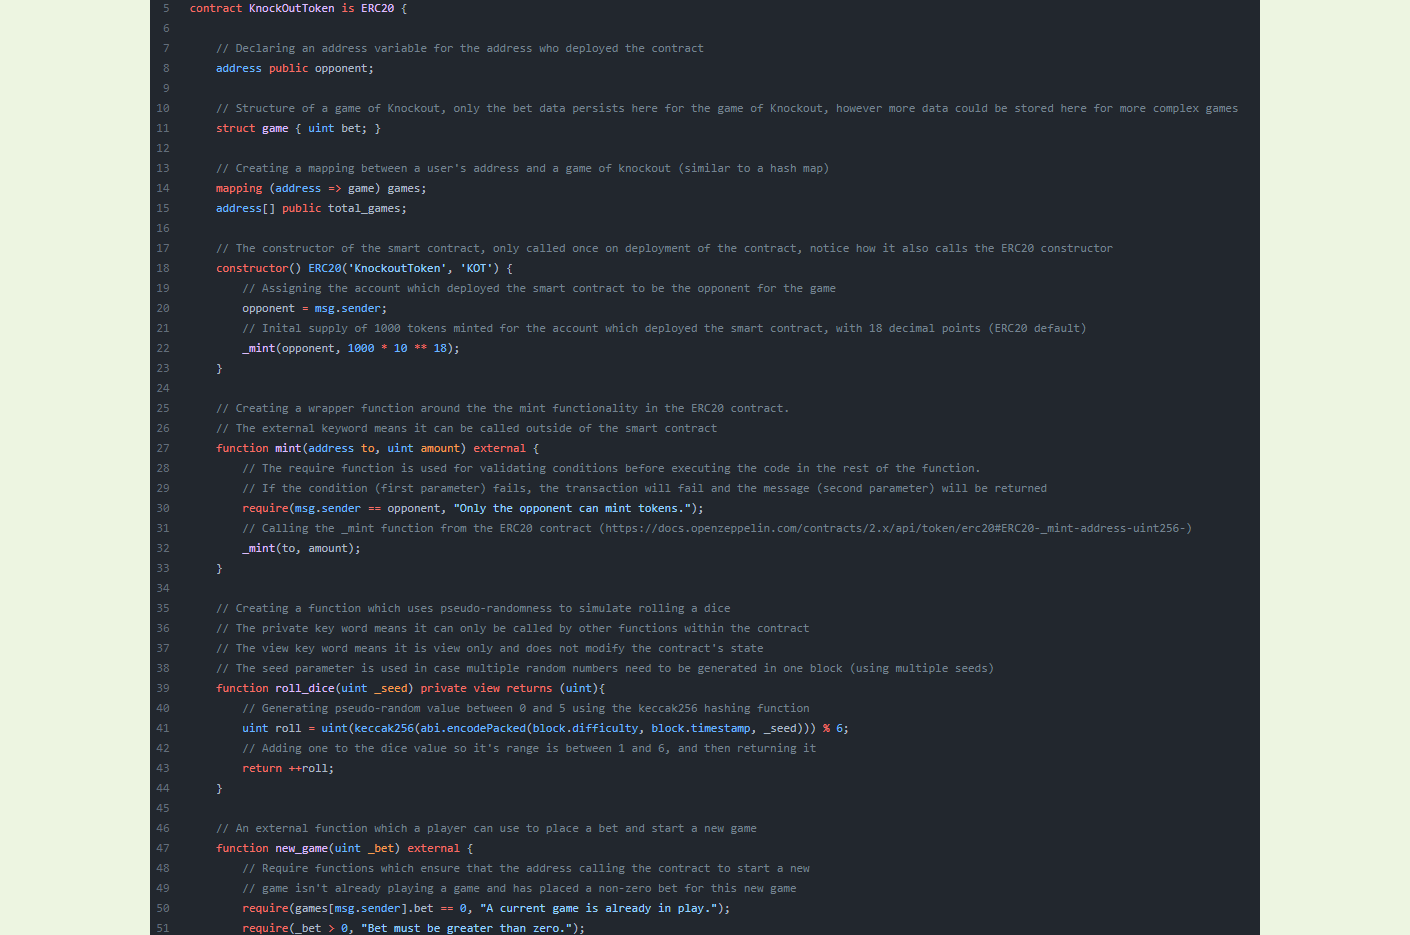 5 contract KnockOutToken is ERC20 {
6
7 // Declaring an address variable for the address who deployed the contract
8 address public opponent;
9
10 // Structure of a game of Knockout, only the bet data persists here for the game of Knockout, however more data could be stored here for more complex games
11 struct game { uint bet; }
12
13 // Creating a mapping between a user's address and a game of knockout (similar to a hash map)
14 mapping (address => game) games;
15 address[] public total_games;
16
17 // The constructor of the smart contract, only called once on deployment of the contract, notice how it also calls the ERC20 constructor
18 constructor() ERC20('KnockoutToken', 'KOT') {
19 // Assigning the account which deployed the smart contract to be the opponent for the game
20 opponent = msg.sender;
21 // Inital supply of 1000 tokens minted for the account which deployed the smart contract, with 18 decimal points (ERC20 default)
22 _mint(opponent, 1000 * 10 ** 18);
23 }
24
25 // Creating a wrapper function around the the mint functionality in the ERC20 contract.
26 // The external keyword means it can be called outside of the smart contract
27 function mint(address to, uint amount) external {
28 // The require function is used for validating conditions before executing the code in the rest of the function.
29 // If the condition (first parameter) fails, the transaction will fail and the message (second parameter) will be returned
30 require(msg.sender == opponent, "Only the opponent can mint tokens.");
31 // Calling the _mint function from the ERC20 contract (https://docs.openzeppelin.com/contracts/2.x/api/token/erc20#ERC20-_mint-address-uint256-)
32 _mint(to, amount);
33 }
34
35 // Creating a function which uses pseudo-randomness to simulate rolling a dice
36 // The private key word means it can only be called by other functions within the contract
37 // The view key word means it is view only and does not modify the contract's state
38 // The seed parameter is used in case multiple random numbers need to be generated in one block (using multiple seeds)
39 function roll_dice(uint _seed) private view returns (uint){
40 // Generating pseudo-random value between 0 and 5 using the keccak256 hashing function
41 uint roll = uint(keccak256(abi.encodePacked(block.difficulty, block.timestamp, _seed))) % 6;
42 // Adding one to the dice value so it's range is between 1 and 6, and then returning it
43 return ++roll;
44 }
45
46 // An external function which a player can use to place a bet and start a new game
47 function new_game(uint _bet) external {
48 // Require functions which ensure that the address calling the contract to start a new
49 // game isn't already playing a game and has placed a non-zero bet for this new game
50 require(games[msg.sender].bet == 0, "A current game is already in play.");
51 require(_bet > 0, "Bet must be greater than zero.");